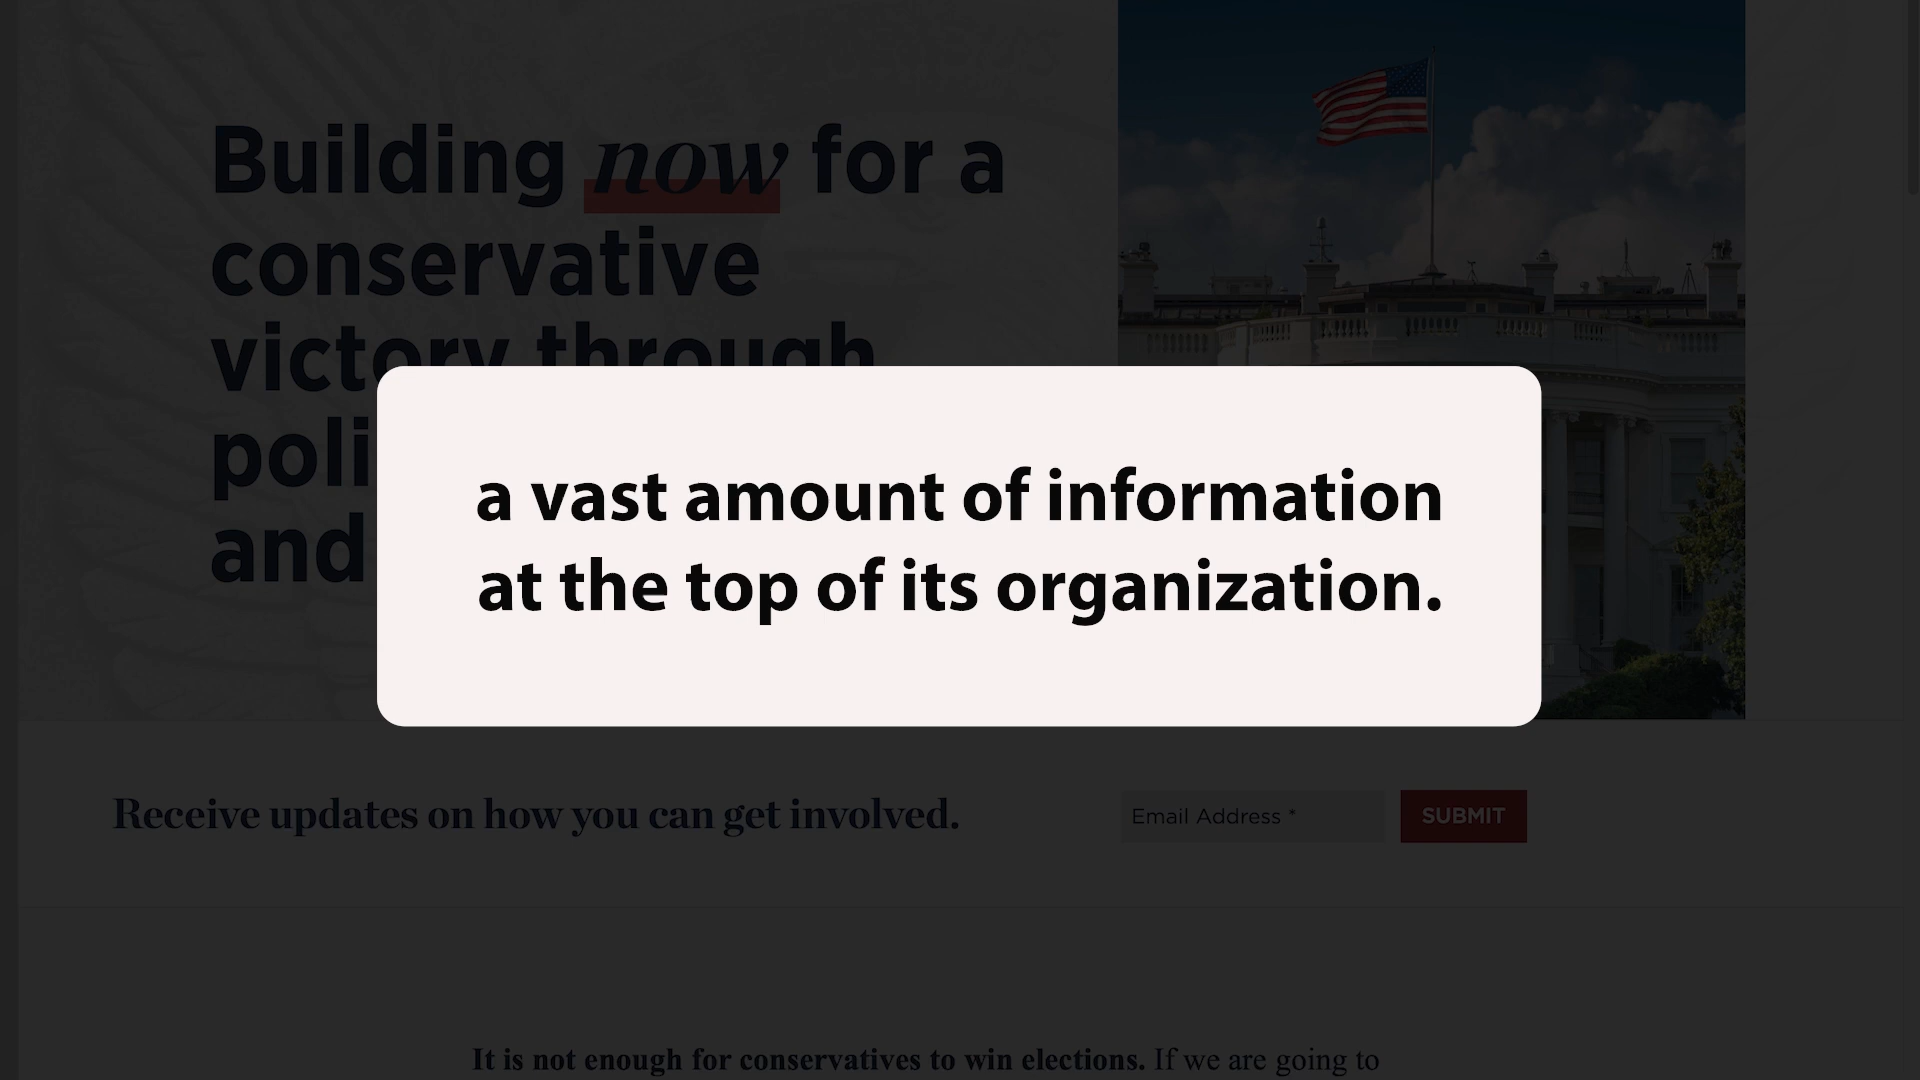 Building now for a
conservative
victory through
poli
and
a vast amount of information
at the top of its organization.
Receive updates on how you can get involved.
Email Address *
SUBMIT
It is not enough for conservatives to win elections. If we are going to